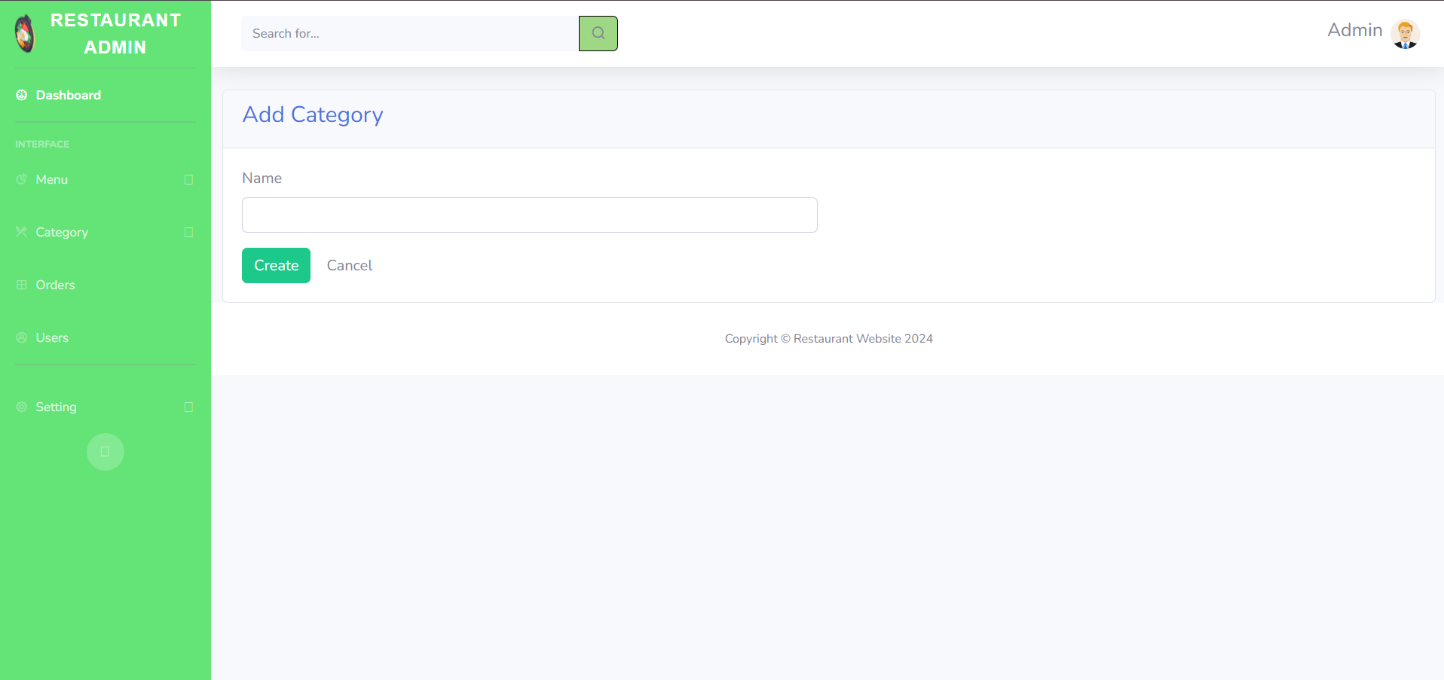 RESTAURANT
ADMIN
Dashboard
INTERFACE
Menu
Category
Orders
Users
Setting
Search for...
Admin
Add Category
Name
Create Cancel
Copyright © Restaurant Website 2024